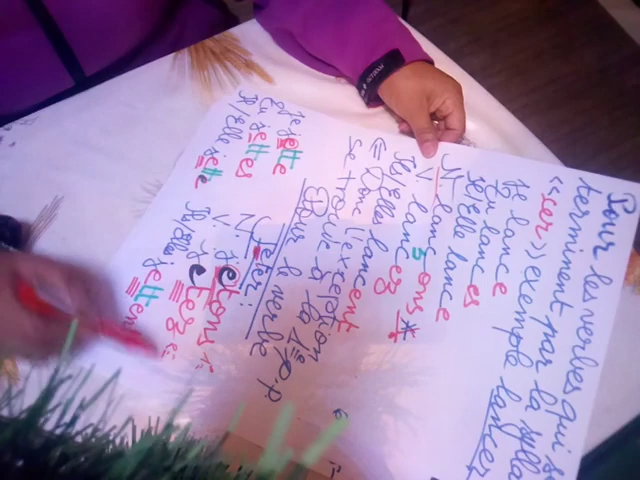 Pour les verbes qui se
terminent par la sylla
«cer» exemple lancer
Je lance
Tu lances
Il/Elle lance
N. lançons *
V. lancez
Ils/Elles lancent
⇐ Donc l'exception
se trouve à la 1e p.p.
Pour le verbe
Jeter:
Je jette
Tu jettes
Il/Elle jette
N. jetons
V. jetez
Ils/Elles jettent